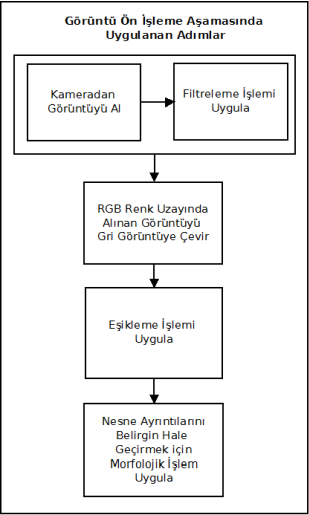 Görüntü Ön İşleme Aşamasında
Uygulanan Adımlar
Kameradan
Görüntüyü Al
Filtreleme İşlemi
Uygula
RGB Renk Uzayında
Alınan Görüntüyü
Gri Görüntüye Çevir
Eşikleme İşlemi
Uygula
Nesne Ayrıntılarını
Belirgin Hale
Geçirmek için
Morfolojik İşlem
Uygula